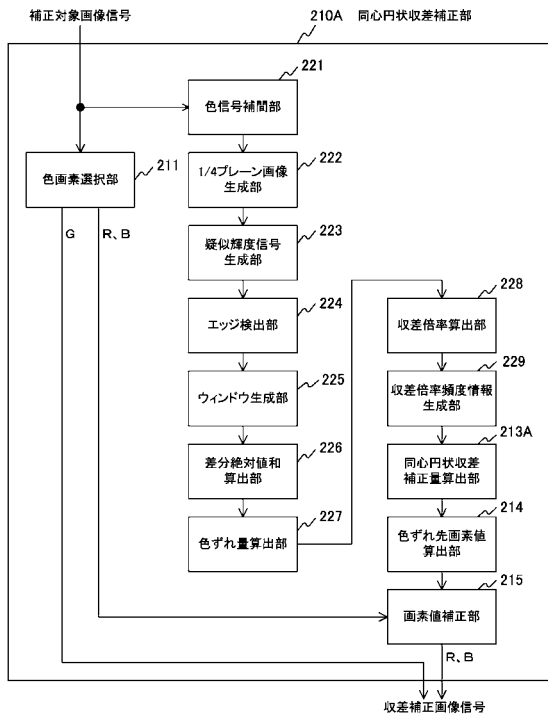 補正対象画像信号
210A 同心円状収差補正部
221
色信号補間部
222
1/4プレーン画像
生成部
色画素選択部
211
G
R、B
223
疑似輝度信号
生成部
224
エッジ検出部
225
ウィンドウ生成部
226
差分絶対値和
算出部
227
色ずれ量算出部
228
収差倍率算出部
229
収差倍率頻度情報
生成部
213A
同心円状収差
補正量算出部
214
色ずれ先画素値
算出部
215
画素値補正部
R、B
収差補正画像信号